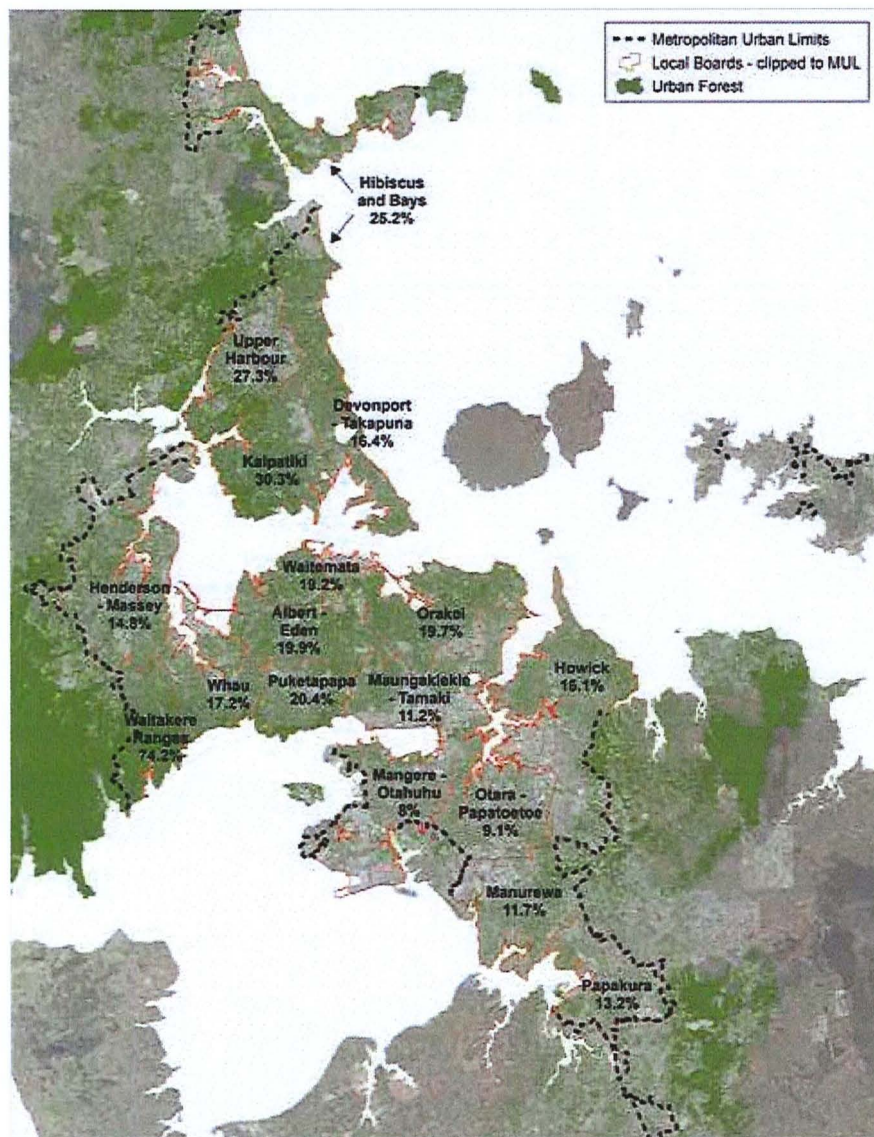 Metropolitan Urban Limits
Local Boards - clipped to MUL
Urban Forest
Hibiscus
and Bays
25.2%
Upper
Harbour
27.3%
Devonport
- Takapuna
16.4%
Kaipatiki
30.3%
Waitemata
19.2%
Henderson
- Massey
14.8%
Albert -
Eden
19.9%
Orakei
19.7%
Howick
15.1%
Whau
17.2%
Puketapapa
20.4%
Maungakiekie
- Tamaki
11.2%
Waitakere
Ranges
74.2%
Mangere -
Otahuhu
8%
Otara -
Papatoetoe
9.1%
Manurewa
11.7%
Papakura
13.2%